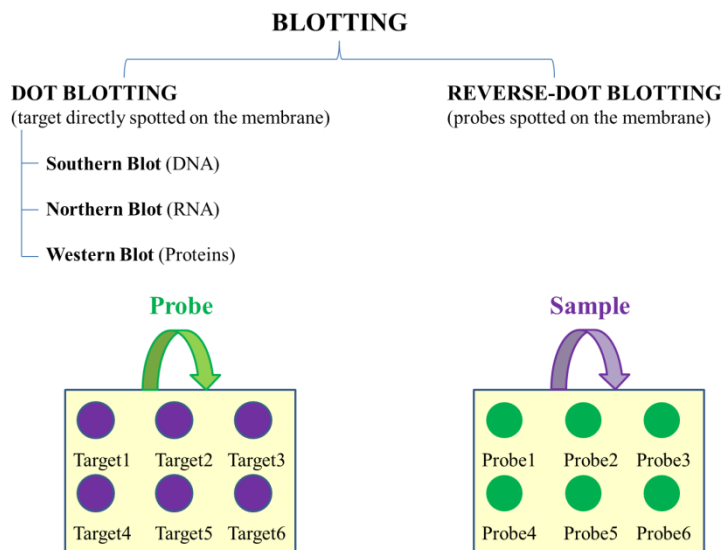 BLOTTING
DOT BLOTTING
(target directly spotted on the membrane)
Southern Blot (DNA)
Northern Blot (RNA)
Western Blot (Proteins)
REVERSE-DOT BLOTTING
(probes spotted on the membrane)
Probe
Target1 Target2 Target3
Target4 Target5 Target6
Sample
Probe1 Probe2 Probe3
Probe4 Probe5 Probe6